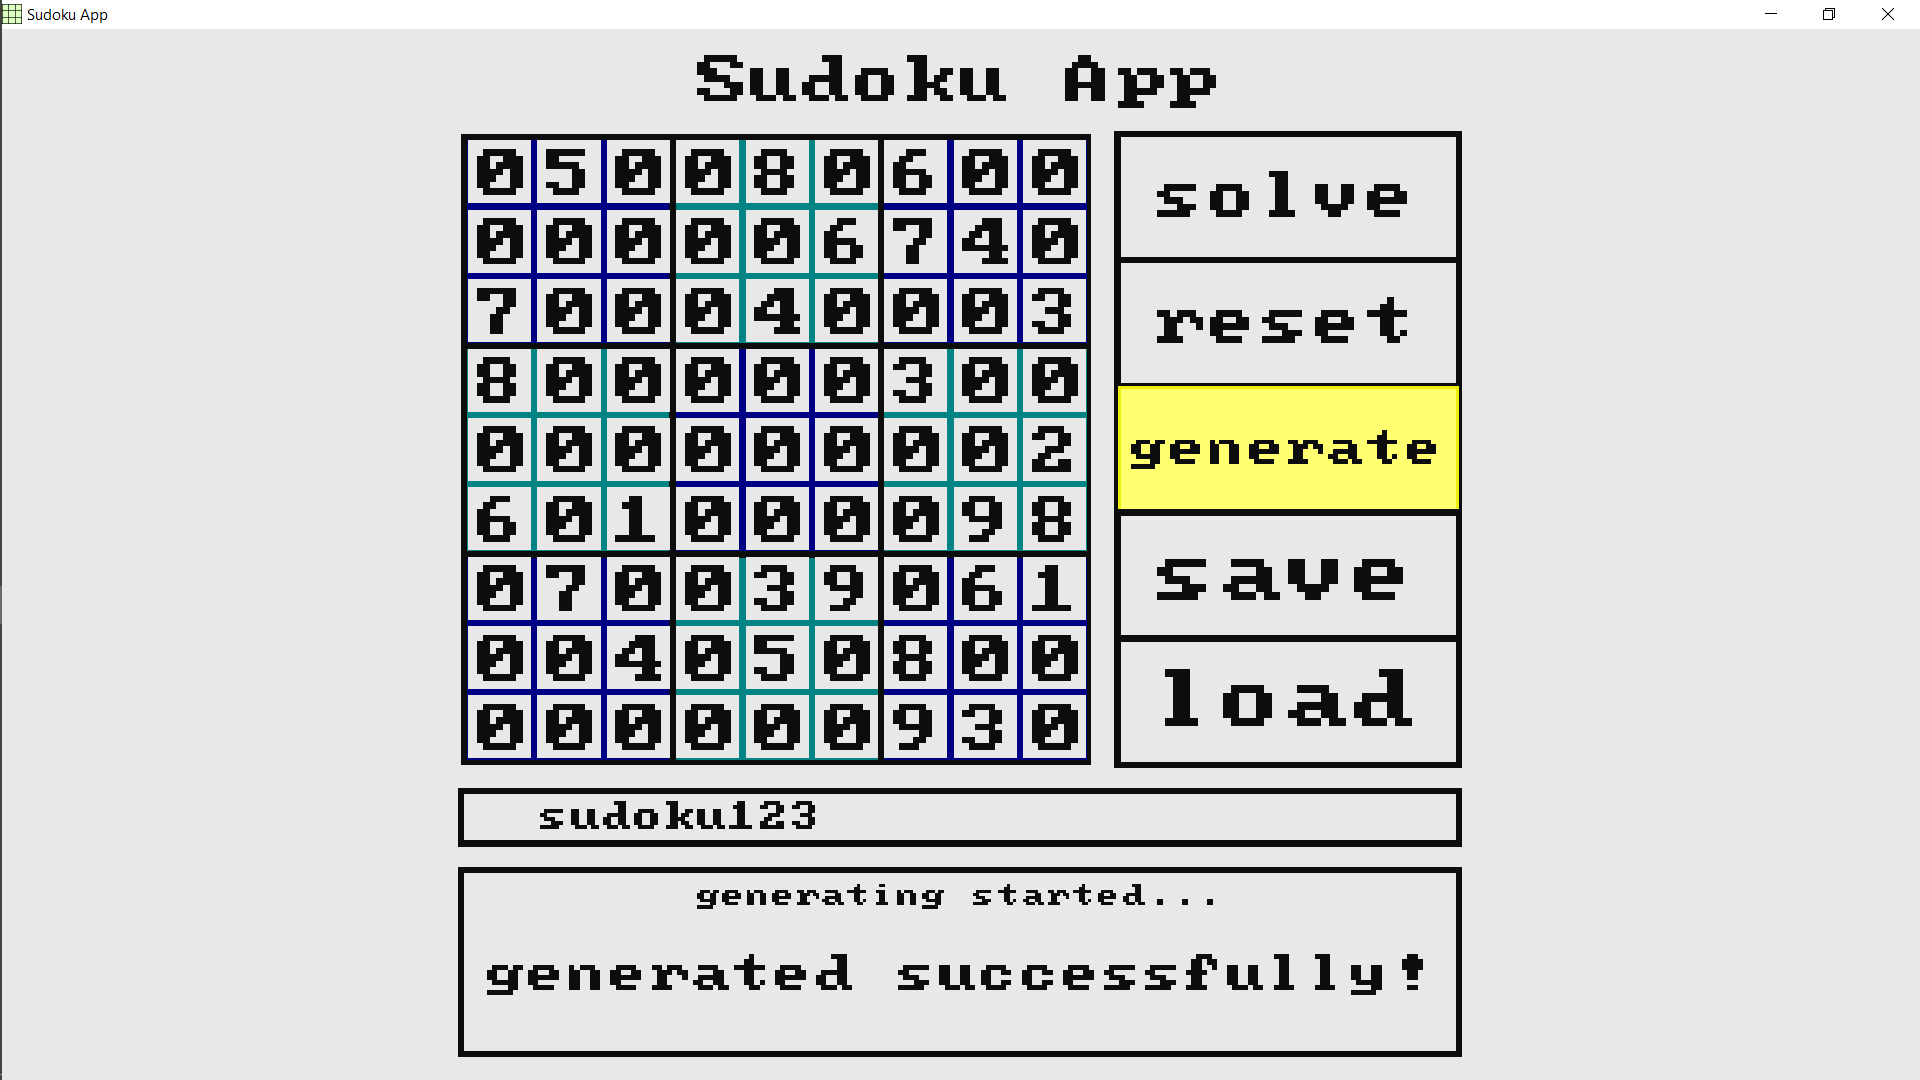 Sudoku App
Sudoku App
0 5 0 0 8 0 6 0 0
0 0 0 0 0 6 7 4 0
7 0 0 0 4 0 0 0 3
8 0 0 0 0 0 3 0 0
0 0 0 0 0 0 0 0 2
6 0 1 0 0 0 0 9 8
0 7 0 0 3 9 0 6 1
0 0 4 0 5 0 8 0 0
0 0 0 0 0 0 9 3 0
solve
reset
generate
save
load
sudoku123
generating started...
generated successfully!